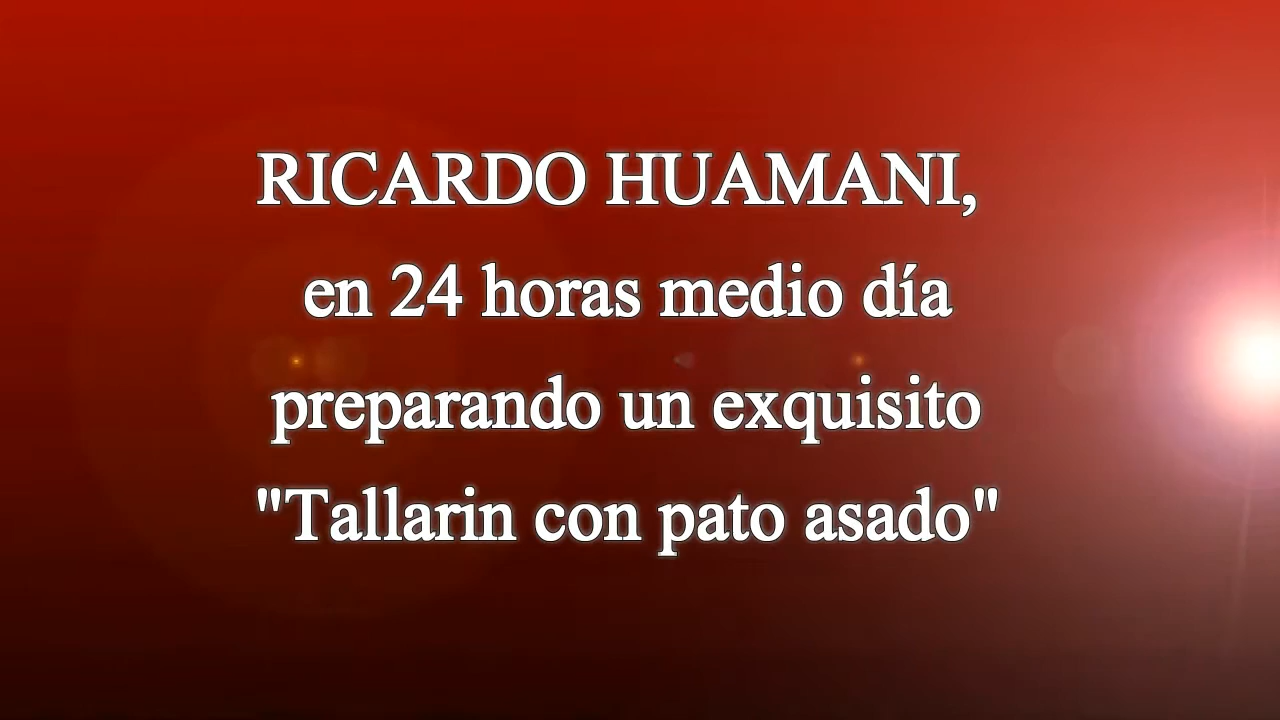 RICARDO HUAMANI,
en 24 horas medio día
preparando un exquisito
"Tallarin con pato asado"